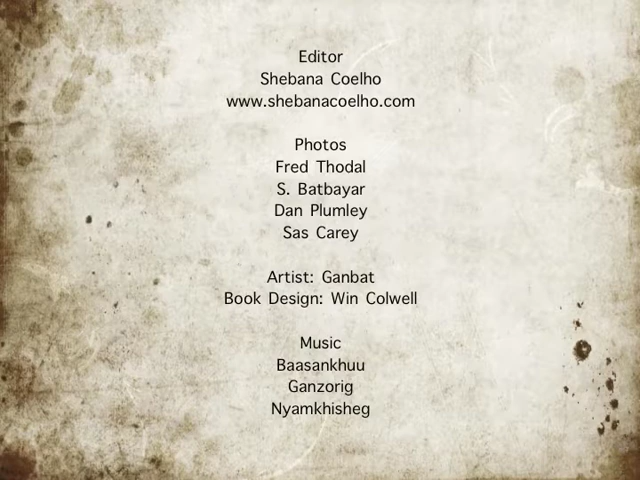 Editor
Shebana Coelho
www.shebanacoelho.com
Photos
Fred Thodal
S. Batbayar
Dan Plumley
Sas Carey
Artist: Ganbat
Book Design: Win Colwell
Music
Baasankhuu
Ganzorig
Nyamkhisheg